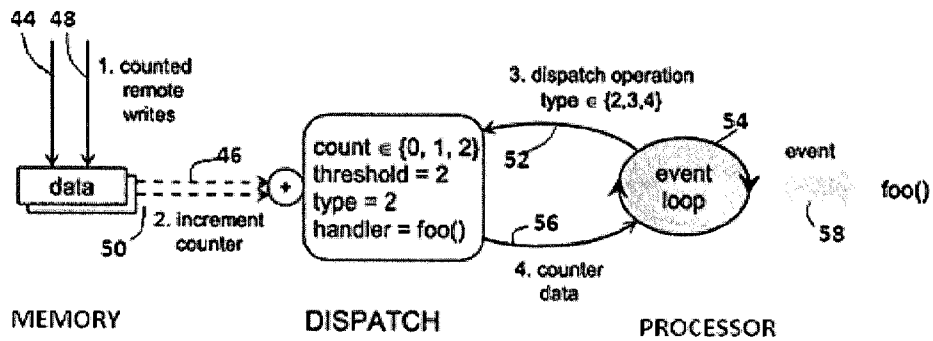 44 48
1. counted
remote
writes
3. dispatch operation
type ∈ {2,3,4}
54
46
52
event
data
+
count ∈ {0, 1, 2}
threshold = 2
type = 2
handler = foo()
event
loop
foo()
50
2. increment
counter
56
58
4. counter
data
MEMORY
DISPATCH
PROCESSOR